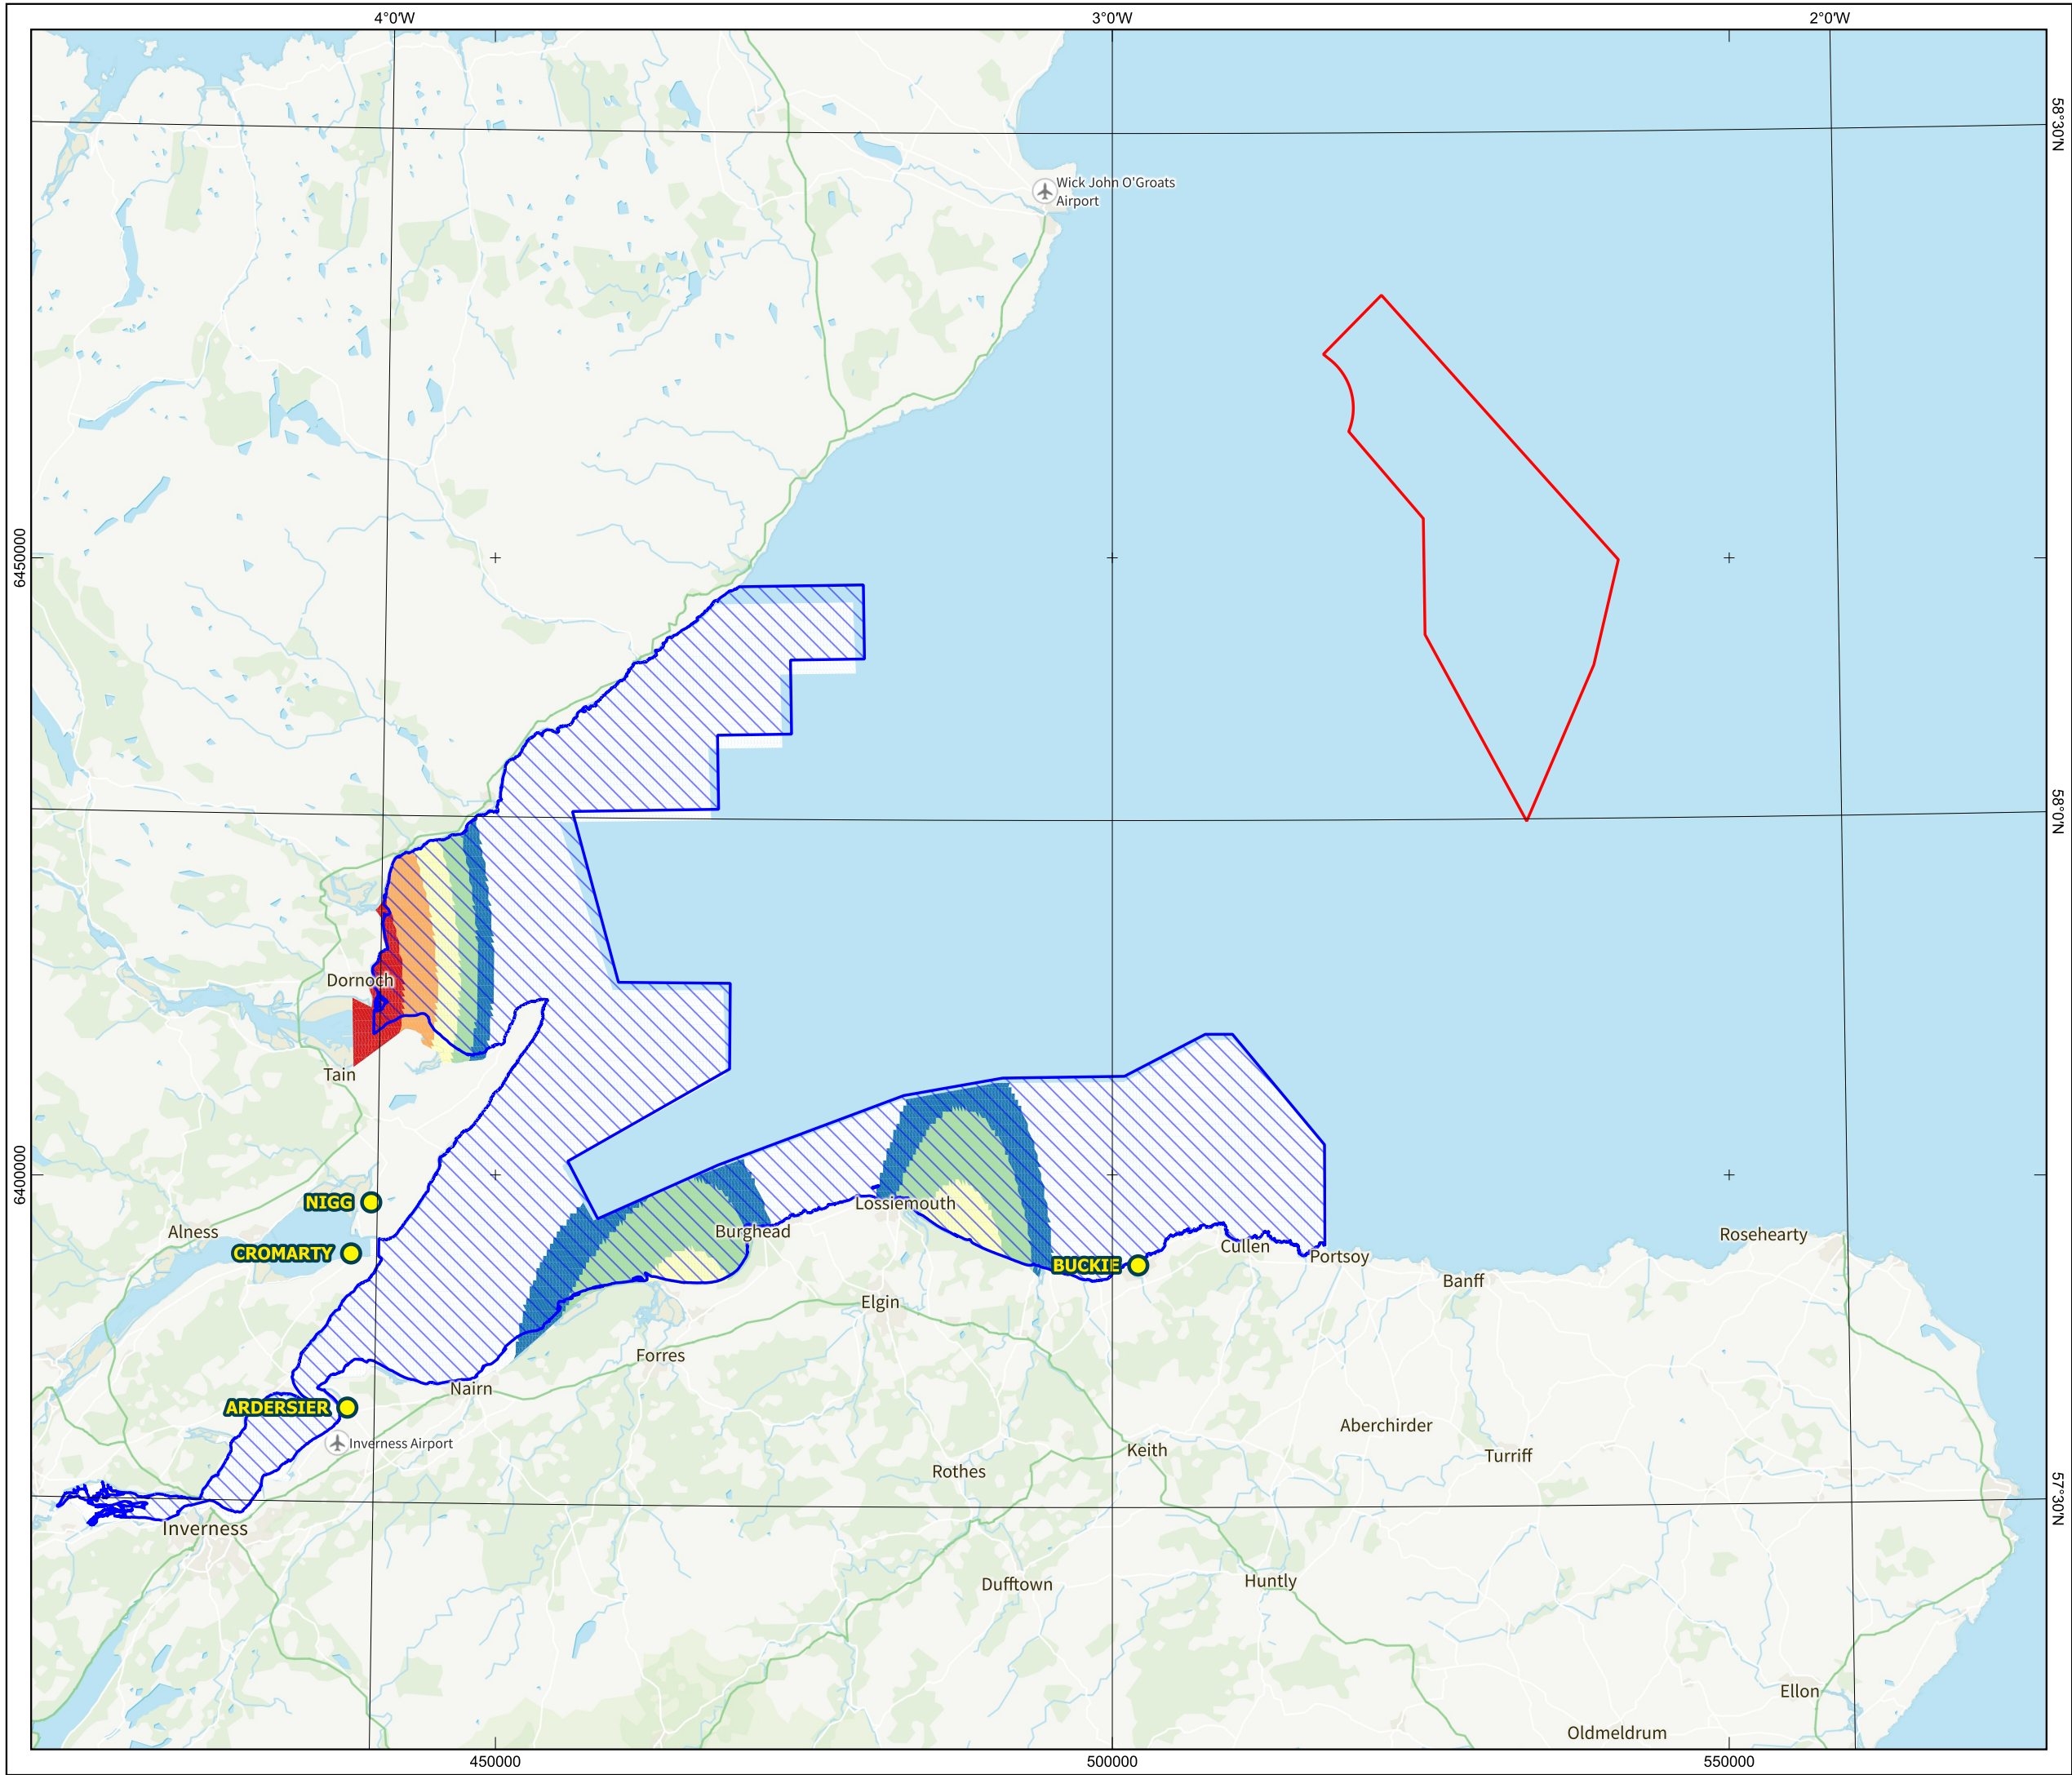 4°0'W
3°0'W
2°0'W
58°30'N
Wick John O'Groats
Airport
6450000
58°0'N
Dornoch
Tain
6400000
NIGG
Alness
CROMARTY
Lossiemouth
Burghead
BUCKIE
Cullen
Portsoy
Rosehearty
Banff
Elgin
Forres
Nairn
ARDERSIER
Inverness Airport
Aberchirder
Keith
Turriff
Rothes
57°30'N
Inverness
Dufftown
Huntly
Ellon
Oldmeldrum
450000
500000
550000